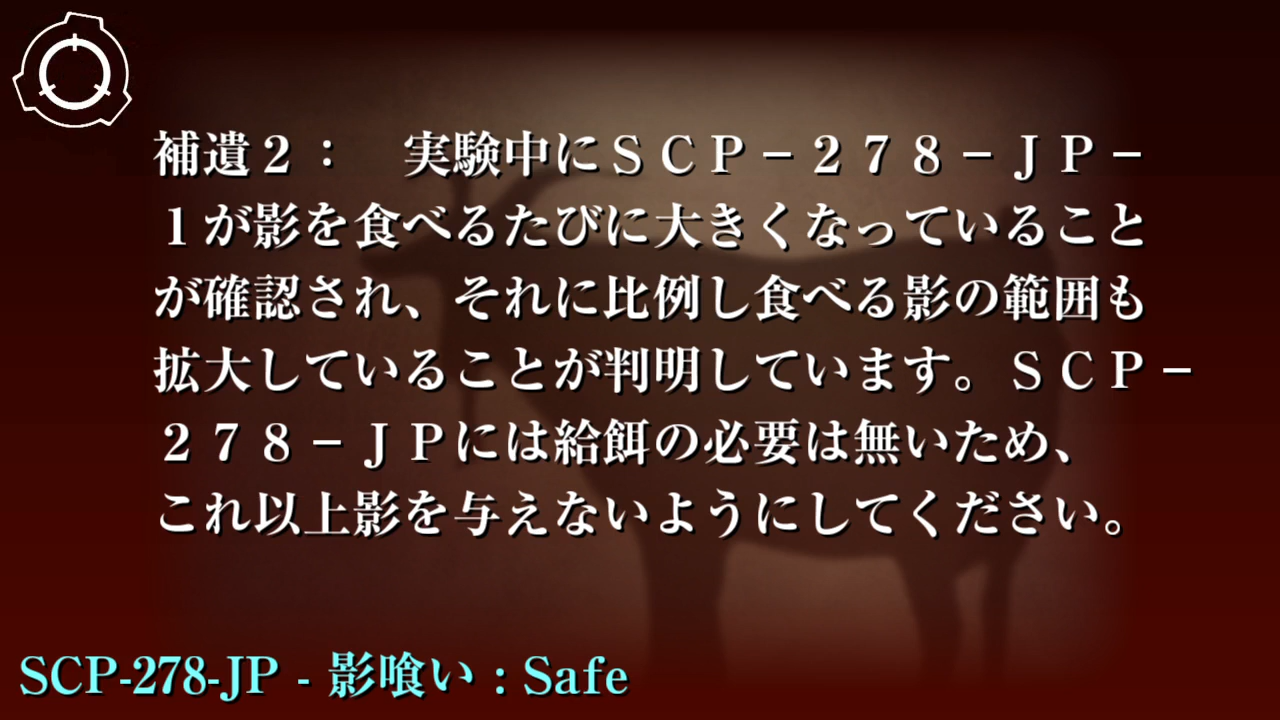 補遺２：　実験中にＳＣＰ－２７８－ＪＰ－
１が影を食べるたびに大きくなっていること
が確認され、それに比例し食べる影の範囲も
拡大していることが判明しています。ＳＣＰ－
２７８－ＪＰには給餌の必要は無いため、
これ以上影を与えないようにしてください。
SCP-278-JP - 影喰い : Safe